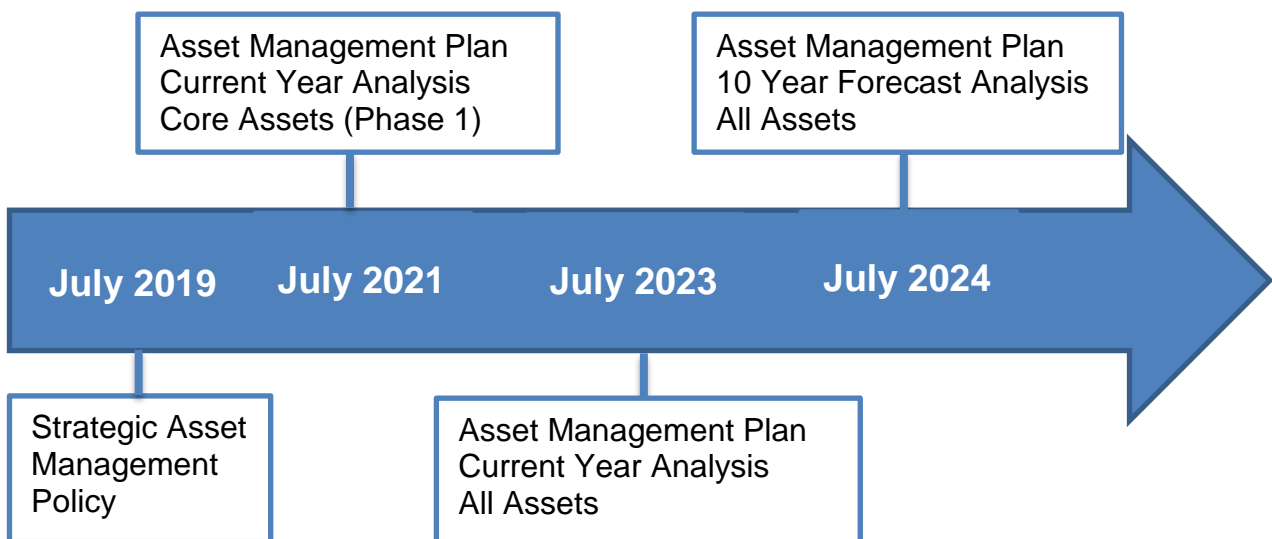 Asset Management Plan
Current Year Analysis
Core Assets (Phase 1)
Asset Management Plan
10 Year Forecast Analysis
All Assets
July 2019
July 2021
July 2023
July 2024
Strategic Asset
Management
Policy
Asset Management Plan
Current Year Analysis
All Assets